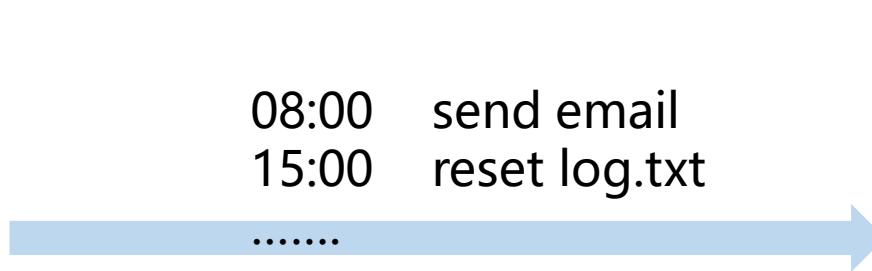 08:00 send email
15:00 reset log.txt
.......